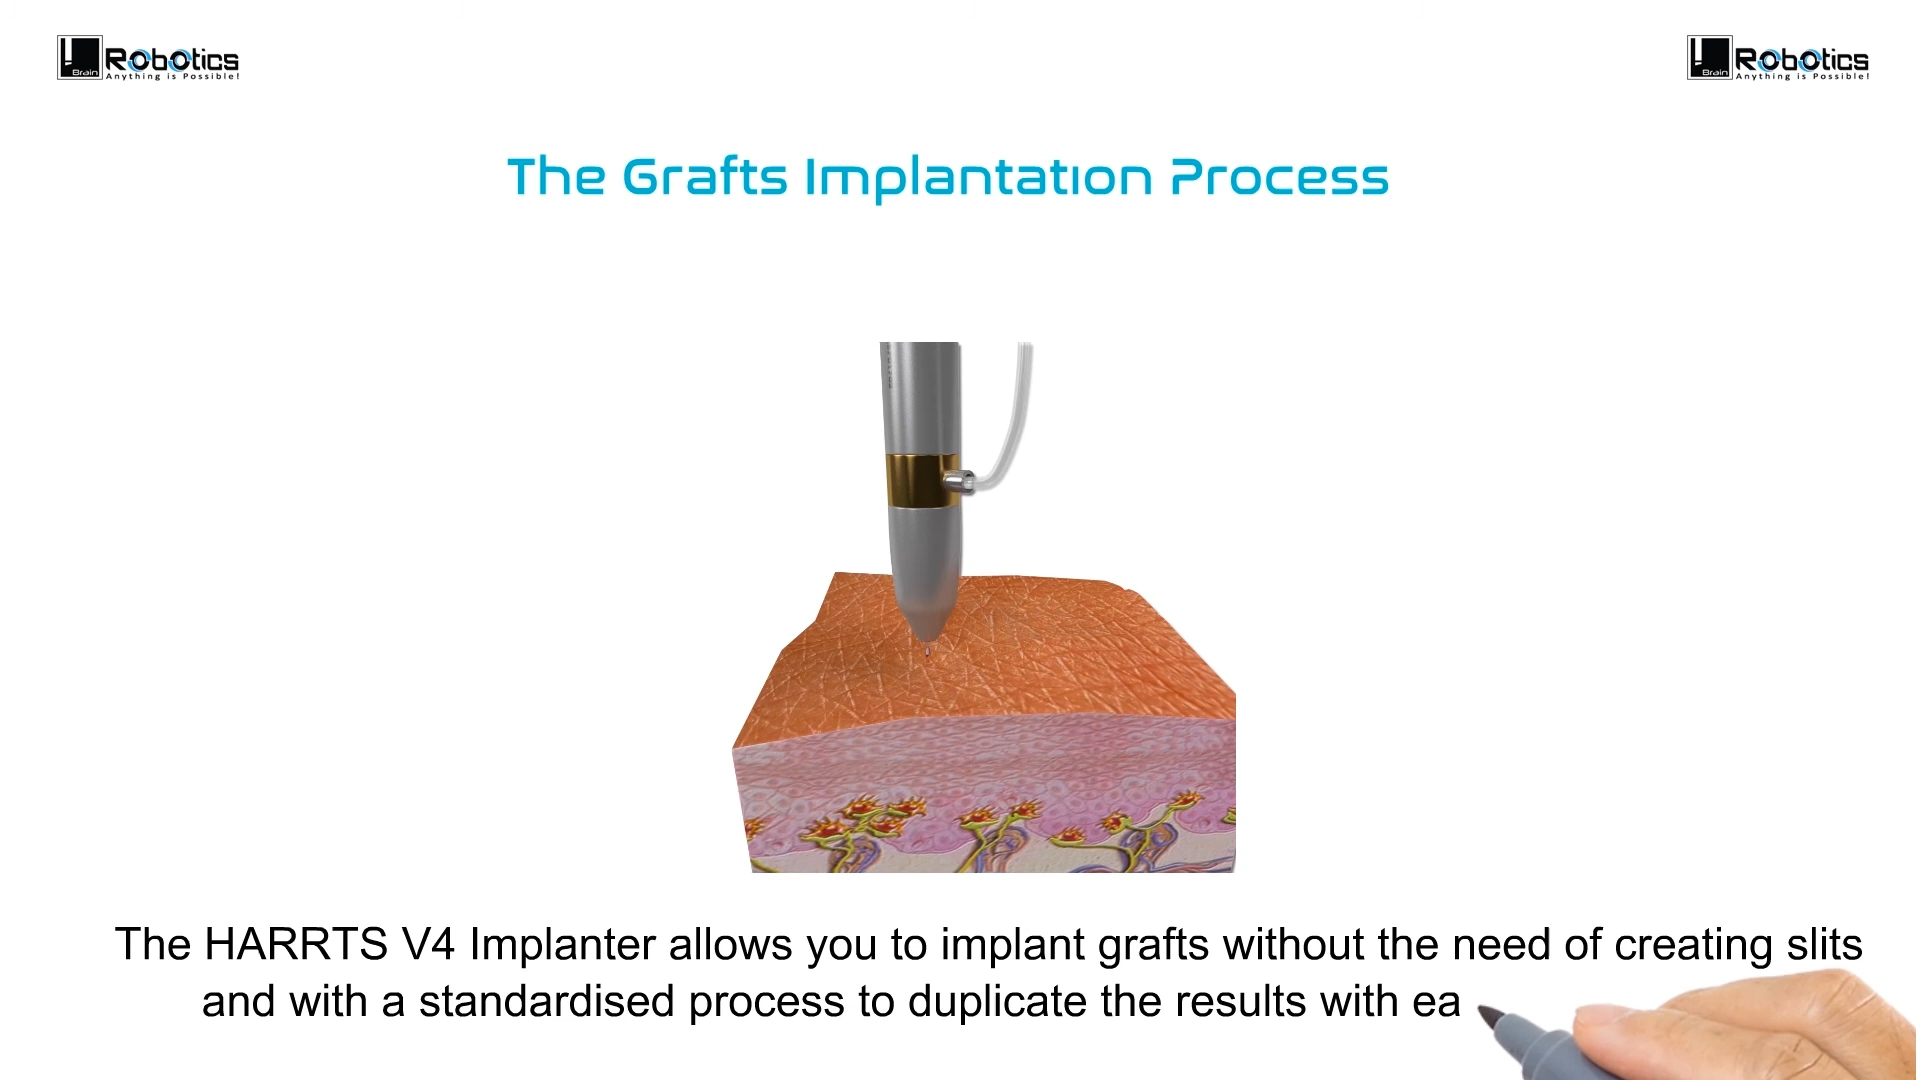 Brain Robotics
Anything is Possible!
Brain Robotics
Anything is Possible!
The Grafts Implantation Process
The HARRTS V4 Implanter allows you to implant grafts without the need of creating slits
and with a standardised process to duplicate the results with ea